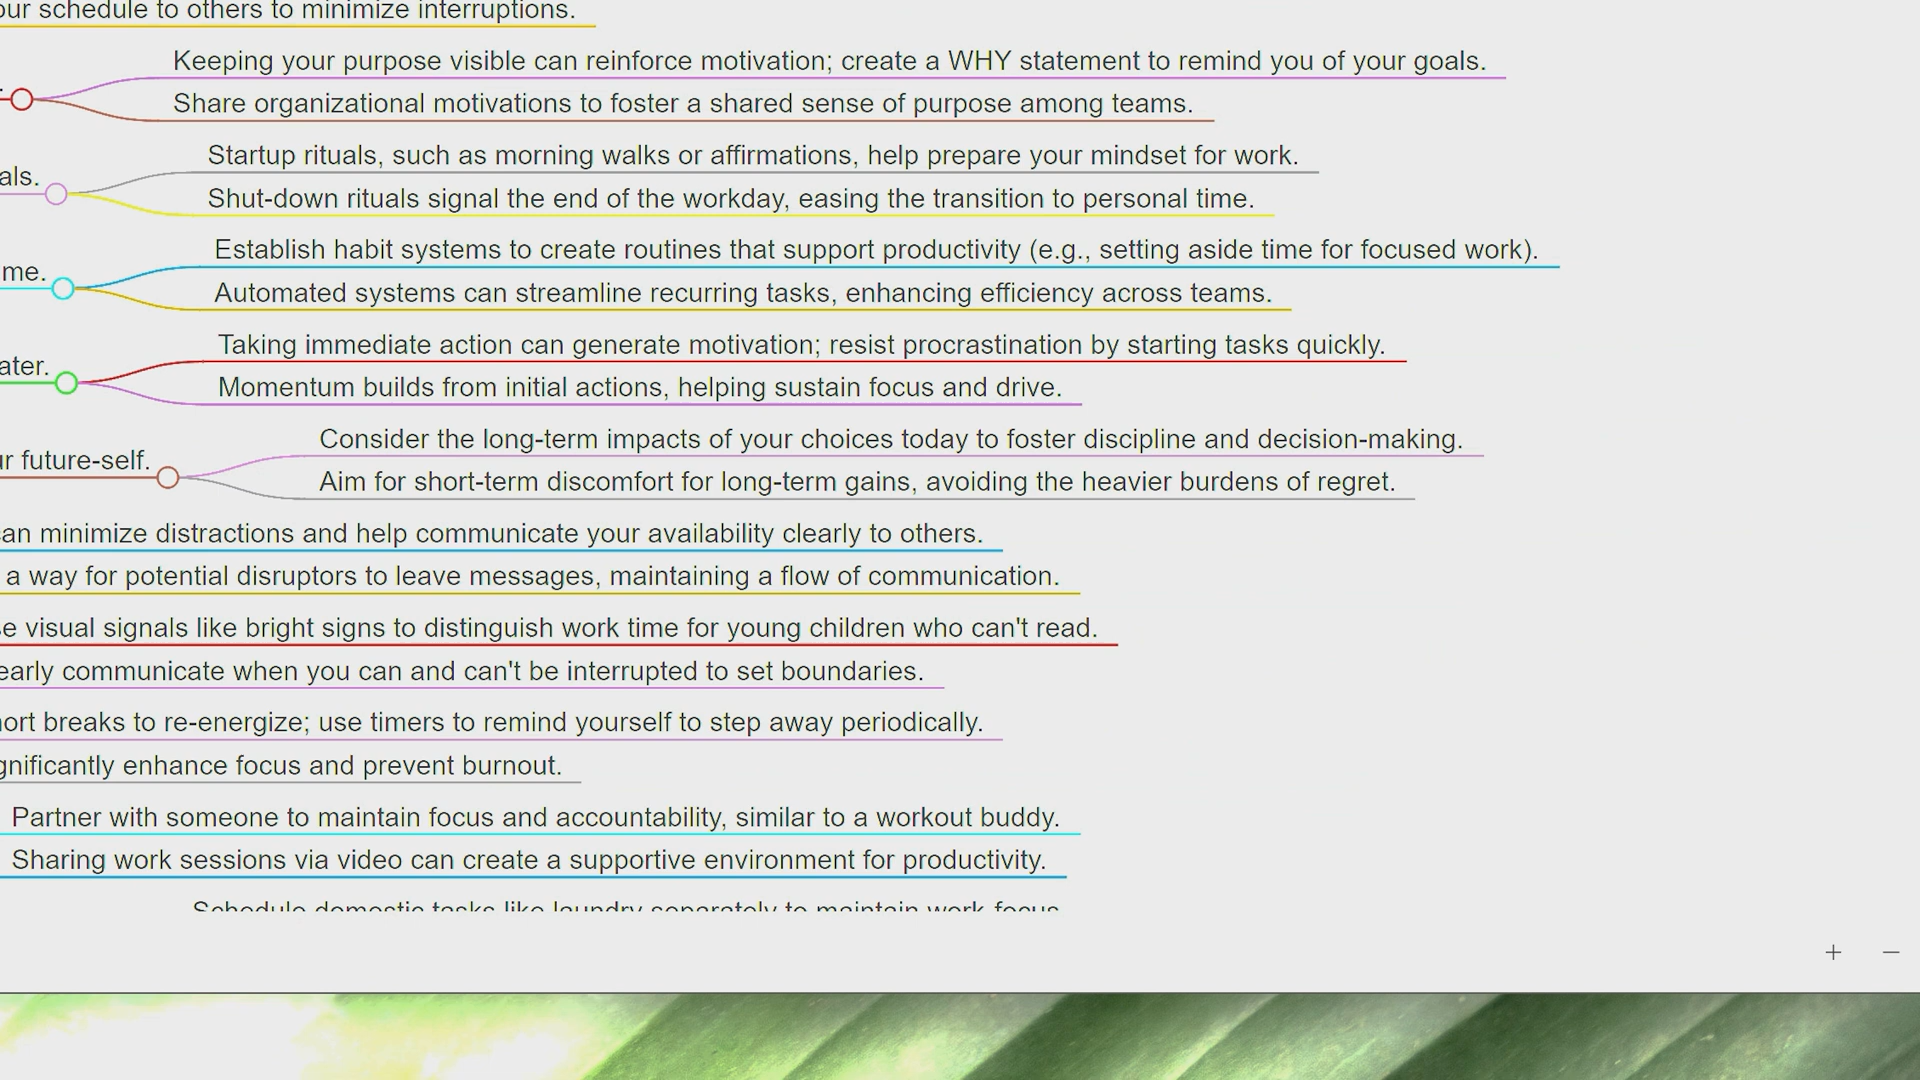 schedule to others to minimize interruptions.
Keeping your purpose visible can reinforce motivation; create a WHY statement to remind you of your goals.
Share organizational motivations to foster a shared sense of purpose among teams.
Startup rituals, such as morning walks or affirmations, help prepare your mindset for work.
als.
Shut-down rituals signal the end of the workday, easing the transition to personal time.
Establish habit systems to create routines that support productivity (e.g., setting aside time for focused work).
me.
Automated systems can streamline recurring tasks, enhancing efficiency across teams.
Taking immediate action can generate motivation; resist procrastination by starting tasks quickly.
ater.
Momentum builds from initial actions, helping sustain focus and drive.
Consider the long-term impacts of your choices today to foster discipline and decision-making.
future-self.
Aim for short-term discomfort for long-term gains, avoiding the heavier burdens of regret.
an minimize distractions and help communicate your availability clearly to others.
a way for potential disruptors to leave messages, maintaining a flow of communication.
e visual signals like bright signs to distinguish work time for young children who can't read.
early communicate when you can and can't be interrupted to set boundaries.
ort breaks to re-energize; use timers to remind yourself to step away periodically.
gnificantly enhance focus and prevent burnout.
Partner with someone to maintain focus and accountability, similar to a workout buddy.
Sharing work sessions via video can create a supportive environment for productivity.
Schedule domestic tasks like laundry separately to maintain work focus.
+ −